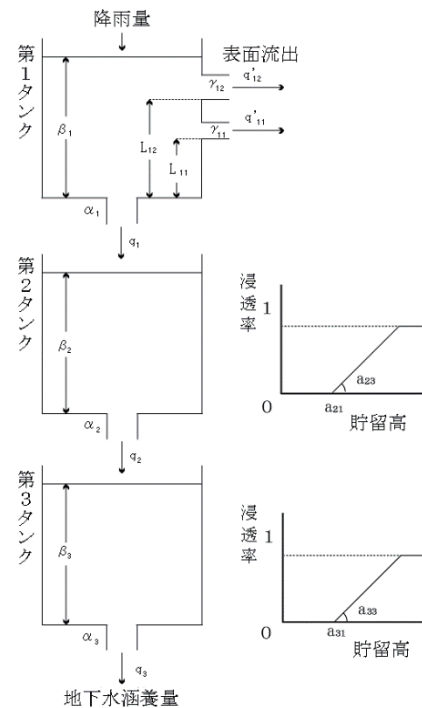 降雨量
第1タンク
表面流出
β₁
L₁₂
L₁₁
γ₁₂
q'₁₂
γ₁₁
q'₁₁
α₁
q₁
第2タンク
β₂
α₂
q₂
浸透率
1
0
a₂₁
a₂₃
貯留高
第3タンク
β₃
α₃
q₃
浸透率
1
0
a₃₁
a₃₃
貯留高
地下水涵養量